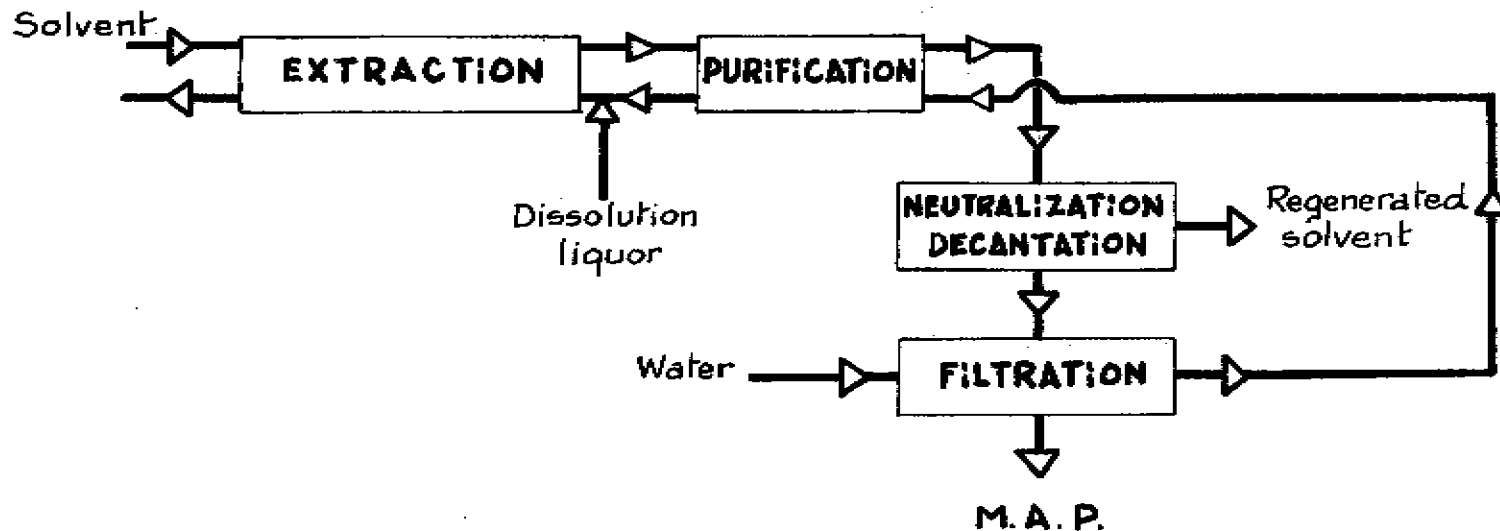 Solvent
EXTRACTION
PURIFICATION
Dissolution
liquor
NEUTRALIZATION
DECANTATION
Regenerated
solvent
Water
FILTRATION
M.A.P.